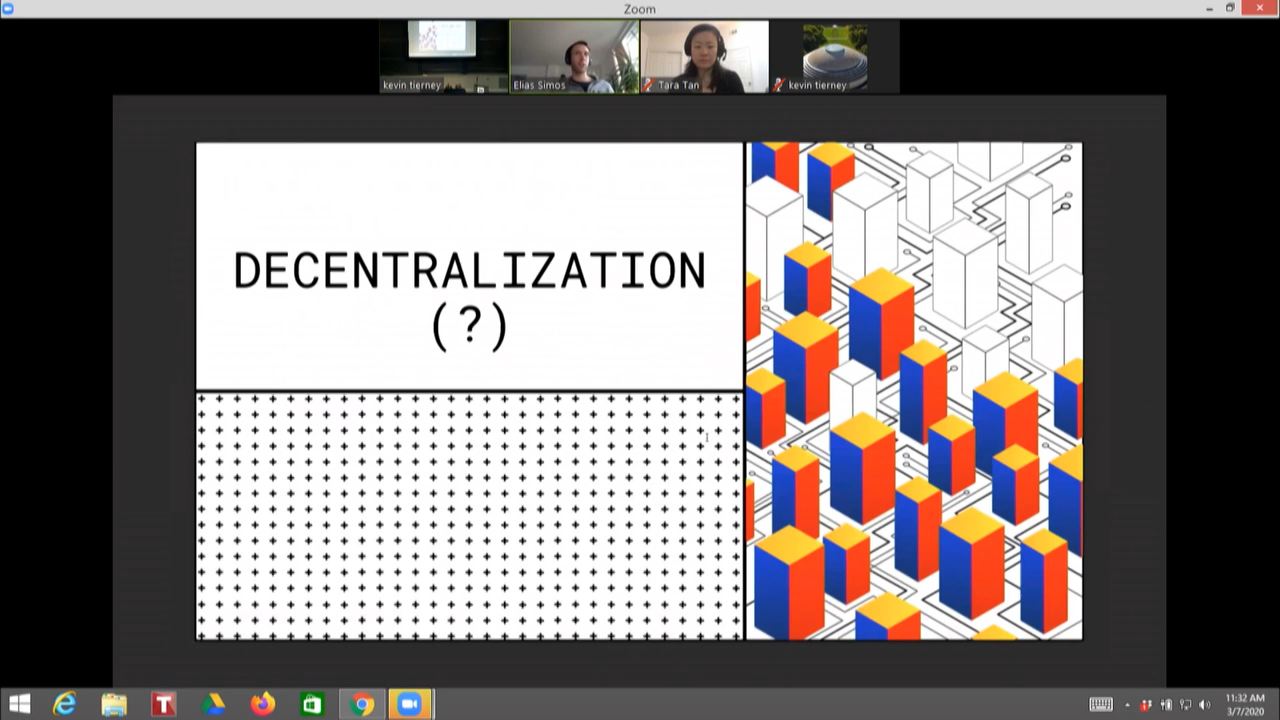 Zoom
kevin tierney
Elias Simos
Tara Tan
kevin tierney
DECENTRALIZATION
(?)
11:32 AM
3/7/2020